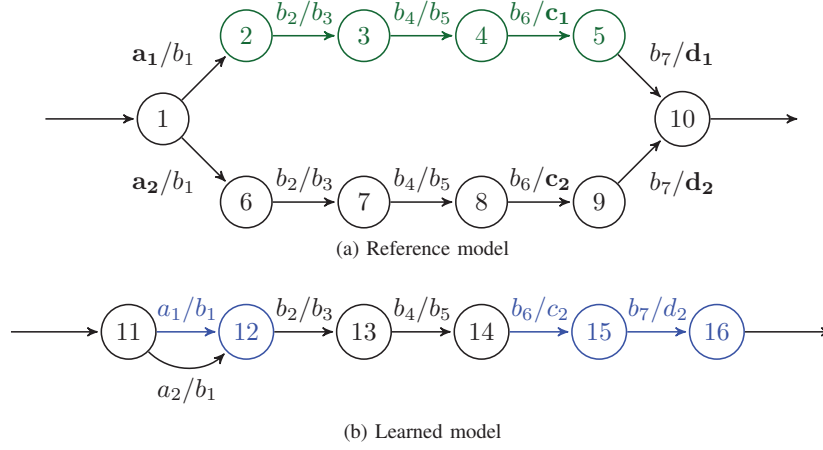 b2/b3 b4/b5 b6/c1
2 3 4 5
a1/b1 b7/d1
1 10
a2/b1 b2/b3 b4/b5 b6/c2 b7/d2
6 7 8 9
(a) Reference model
a1/b1 b2/b3 b4/b5 b6/c2 b7/d2
11 12 13 14 15 16
a2/b1
(b) Learned model